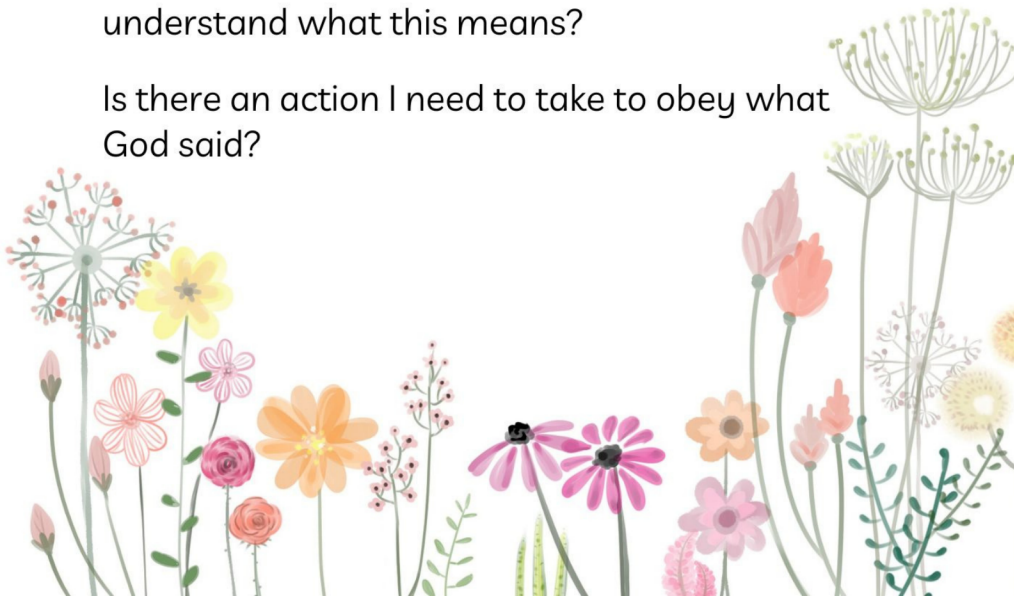 understand what this means?
Is there an action I need to take to obey what
God said?